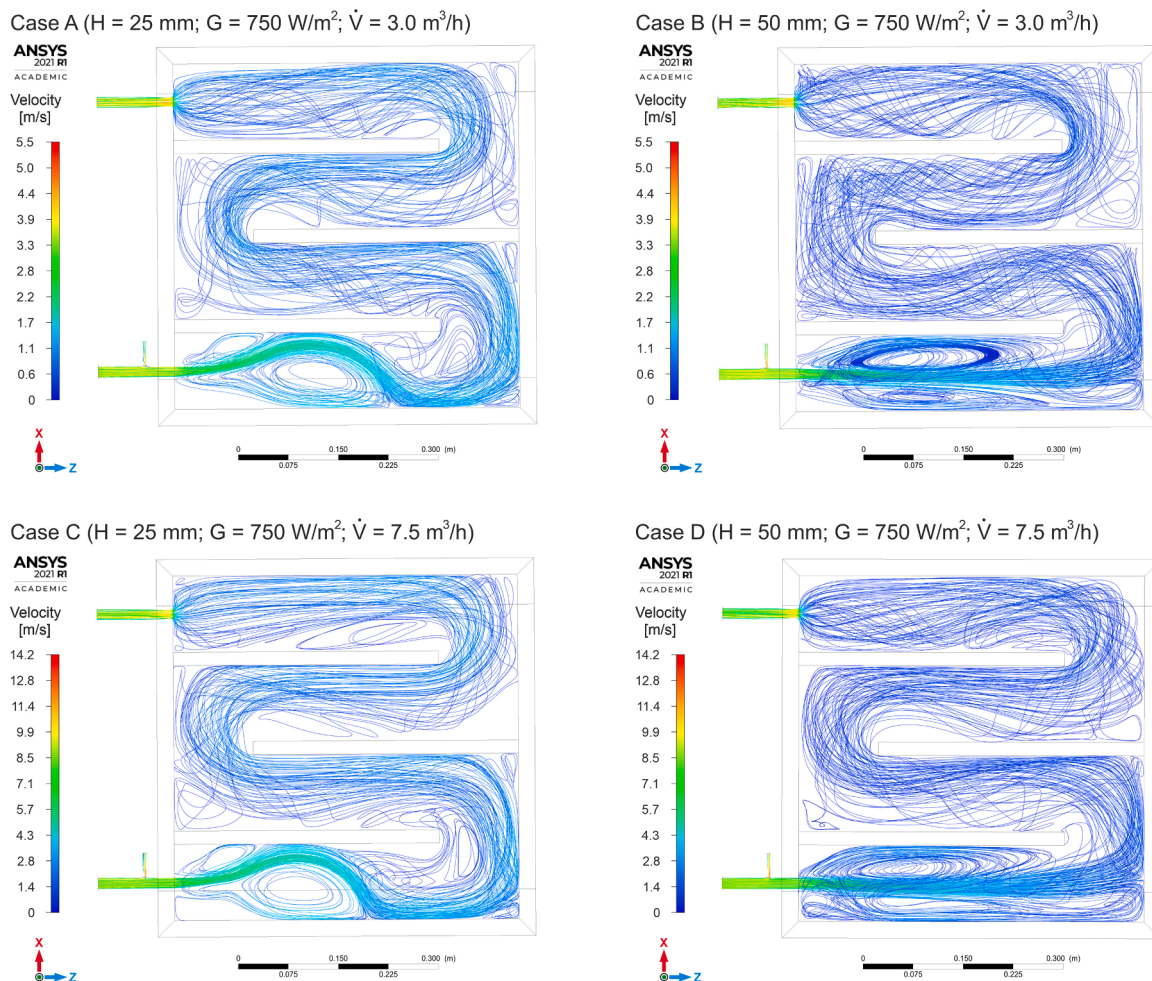 Case A (H = 25 mm; G = 750 W/m²; V̇ = 3.0 m³/h)
ANSYS
2021 R1
ACADEMIC
Velocity
[m/s]
5.5
5.0
4.4
3.9
3.3
2.8
2.2
1.7
1.1
0.6
0
X
Z
0 0.150 0.300 (m)
0.075 0.225
Case B (H = 50 mm; G = 750 W/m²; V̇ = 3.0 m³/h)
ANSYS
2021 R1
ACADEMIC
Velocity
[m/s]
5.5
5.0
4.4
3.9
3.3
2.8
2.2
1.7
1.1
0.6
0
X
Z
0 0.150 0.300 (m)
0.075 0.225
Case C (H = 25 mm; G = 750 W/m²; V̇ = 7.5 m³/h)
ANSYS
2021 R1
ACADEMIC
Velocity
[m/s]
14.2
12.8
11.4
9.9
8.5
7.1
5.7
4.3
2.8
1.4
0
X
Z
0 0.150 0.300 (m)
0.075 0.225
Case D (H = 50 mm; G = 750 W/m²; V̇ = 7.5 m³/h)
ANSYS
2021 R1
ACADEMIC
Velocity
[m/s]
14.2
12.8
11.4
9.9
8.5
7.1
5.7
4.3
2.8
1.4
0
X
Z
0 0.150 0.300 (m)
0.075 0.225